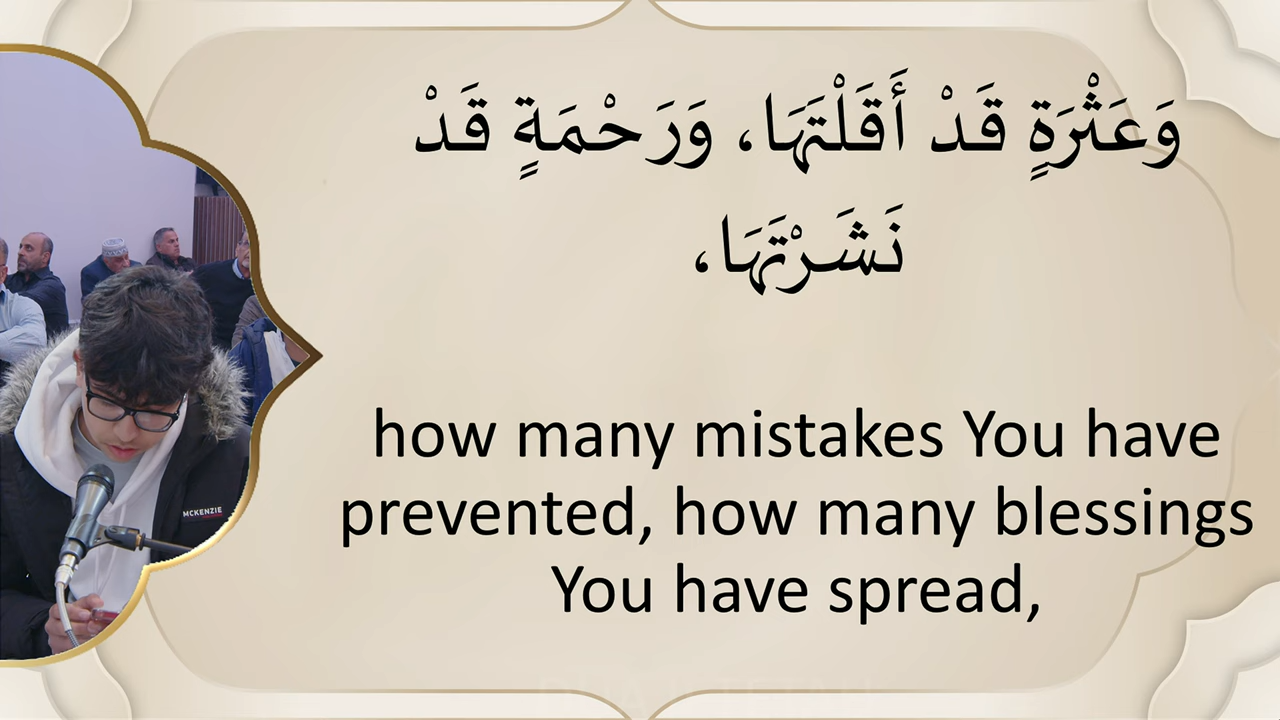 وَعَثْرَةٍ قَدْ أَقَلْتَهَا، وَرَحْمَةٍ قَدْ
نَشَرْتَهَا،
how many mistakes You have
prevented, how many blessings
You have spread,
MCKENZIE